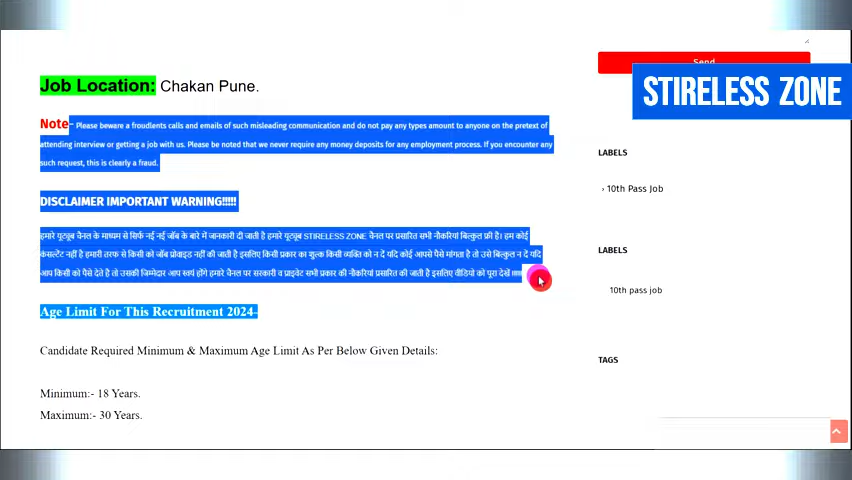 Send
STIRELESS ZONE
Job Location: Chakan Pune.
Note- Please beware a froudlents calls and emails of such misleading communication and do not pay any types amount to anyone on the pretext of
attending interview or getting a job with us. Please be noted that we never require any money deposits for any employment process. If you encounter any
such request, this is clearly a fraud.
DISCLAIMER IMPORTANT WARNING!!!!!
हमारे यूट्यूब चैनल के माध्यम से सिर्फ नई नई जॉब के बारे में जानकारी दी जाती है हमारे यूट्यूब STIRELESS ZONE चैनल पर प्रसारित सभी नौकरियां बिल्कुल फ्री हैं। हम कोई
कंसल्टेंट नहीं है हमारी तरफ से किसी को जॉब प्रोवाइड नहीं की जाती है इसलिए किसी प्रकार का शुल्क किसी व्यक्ति को न दें यदि कोई आपसे पैसे मांगता है तो उसे बिल्कुल न दें यदि
आप किसी को पैसे देते है तो उसकी जिम्मेदार आप स्वयं होंगे हमारे चैनल पर सरकारी व प्राइवेट सभी प्रकार की नौकरियां प्रसारित की जाती है इसलिए वीडियो को पूरा देखें !!!!!
Age Limit For This Recruitment 2024-
Candidate Required Minimum & Maximum Age Limit As Per Below Given Details:
Minimum:- 18 Years.
Maximum:- 30 Years.
LABELS
› 10th Pass Job
LABELS
10th pass job
TAGS